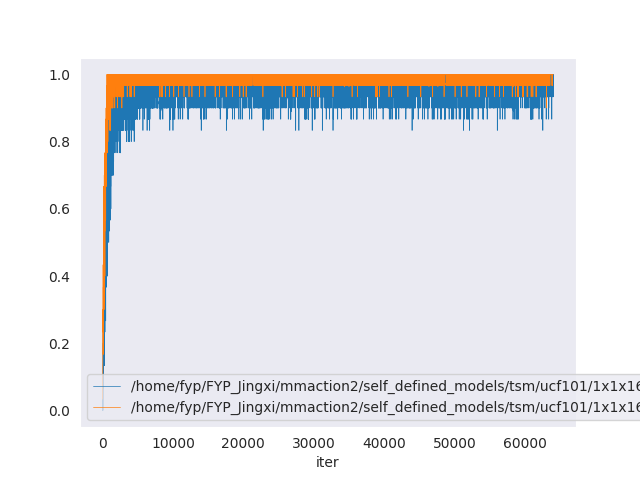 1.0
0.8
0.6
0.4
0.2
0.0
/home/fyp/FYP_Jingxi/mmaction2/self_defined_models/tsm/ucf101/1x1x16
/home/fyp/FYP_Jingxi/mmaction2/self_defined_models/tsm/ucf101/1x1x16
0 10000 20000 30000 40000 50000 60000
iter